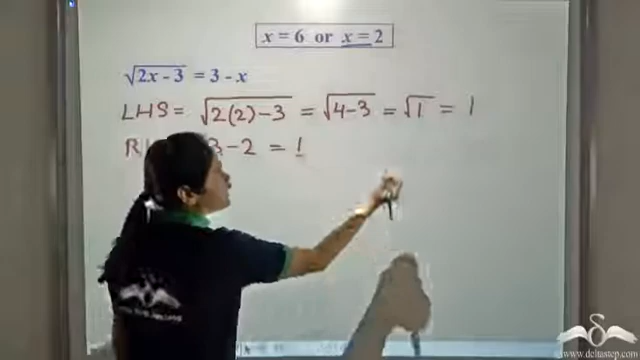 x = 6 or x = 2
√2x - 3 = 3 - x
LHS = √2(2) - 3 = √4-3 = √1 = 1
R 3 - 2 = 1
www.deltastep.com